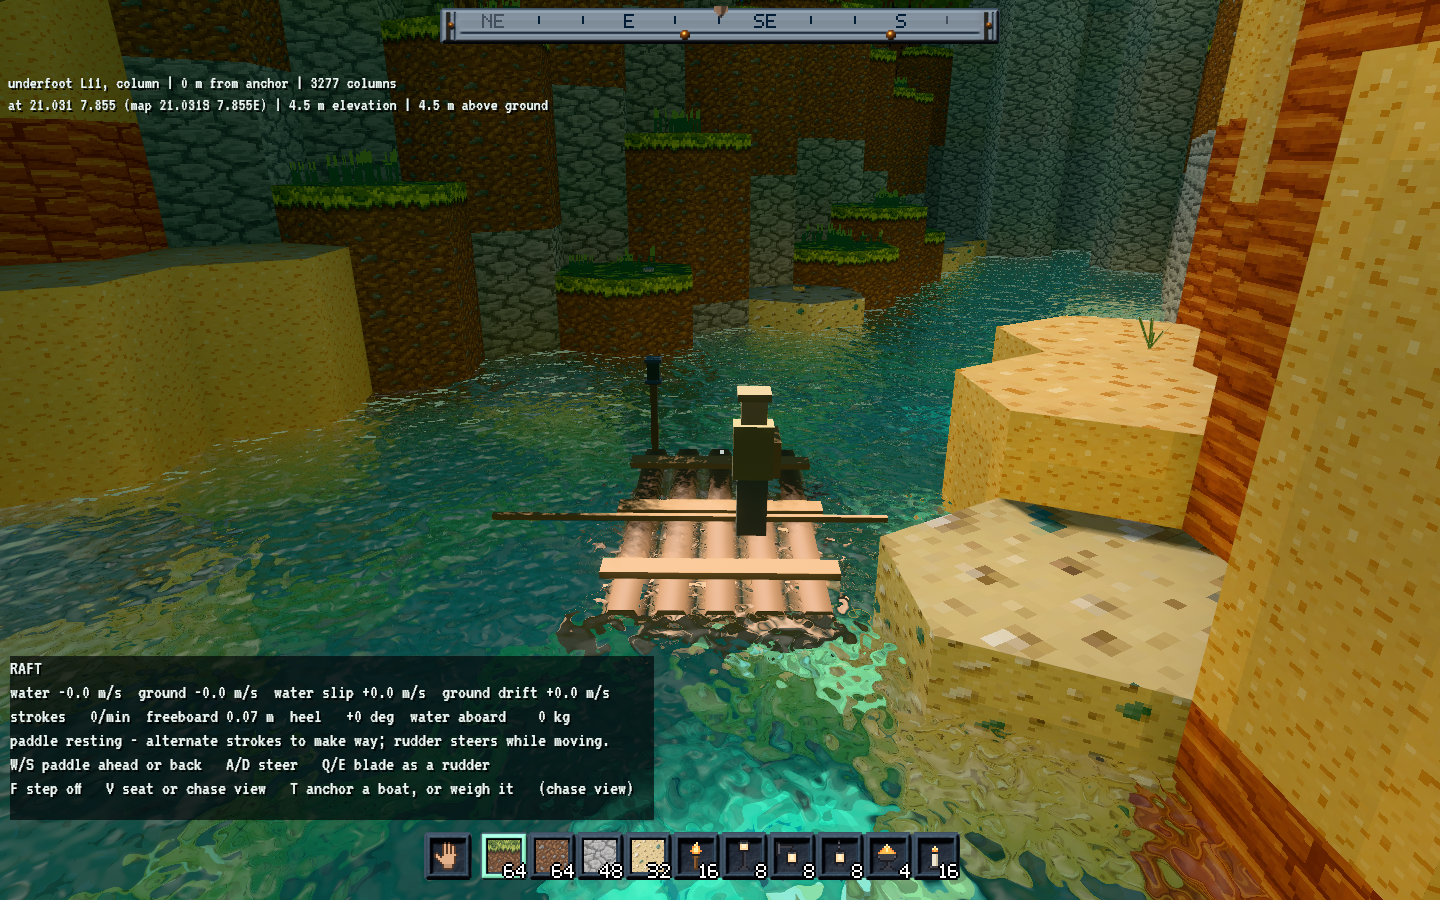 NE E SE S
underfoot L11, column | 0 m from anchor | 3277 columns
at 21.031 7.855 (map 21.031S 7.855E) | 4.5 m elevation | 4.5 m above ground
RAFT
water -0.0 m/s ground -0.0 m/s water slip +0.0 m/s ground drift +0.0 m/s
strokes 0/min freeboard 0.07 m heel +0 deg water aboard 0 kg
paddle resting - alternate strokes to make way; rudder steers while moving.
W/S paddle ahead or back A/D steer Q/E blade as a rudder
F step off V seat or chase view T anchor a boat, or weigh it (chase view)
64 64 48 32 16 8 8 8 4 16